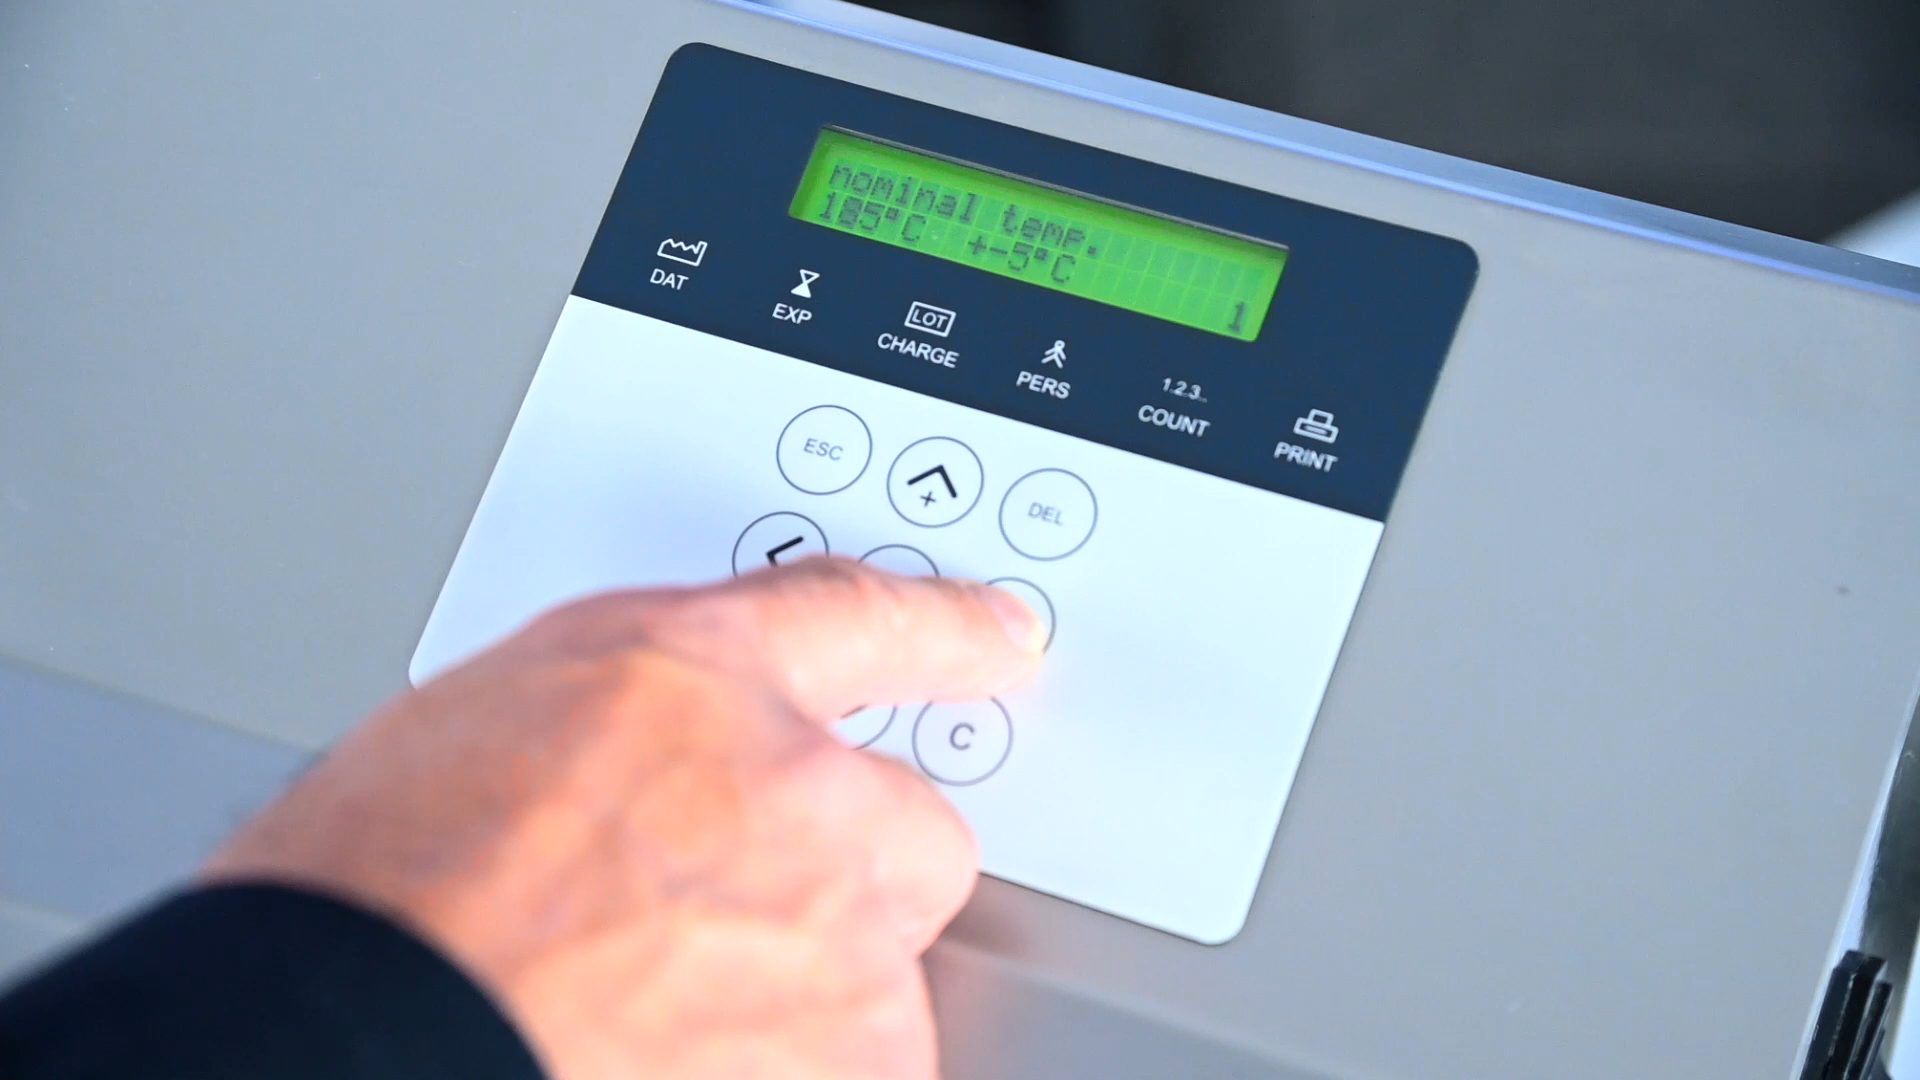 nominal temp.
185°C +-5°C
1
DAT
EXP
LOT
CHARGE
PERS
1.2.3..
COUNT
PRINT
ESC
+
DEL
C